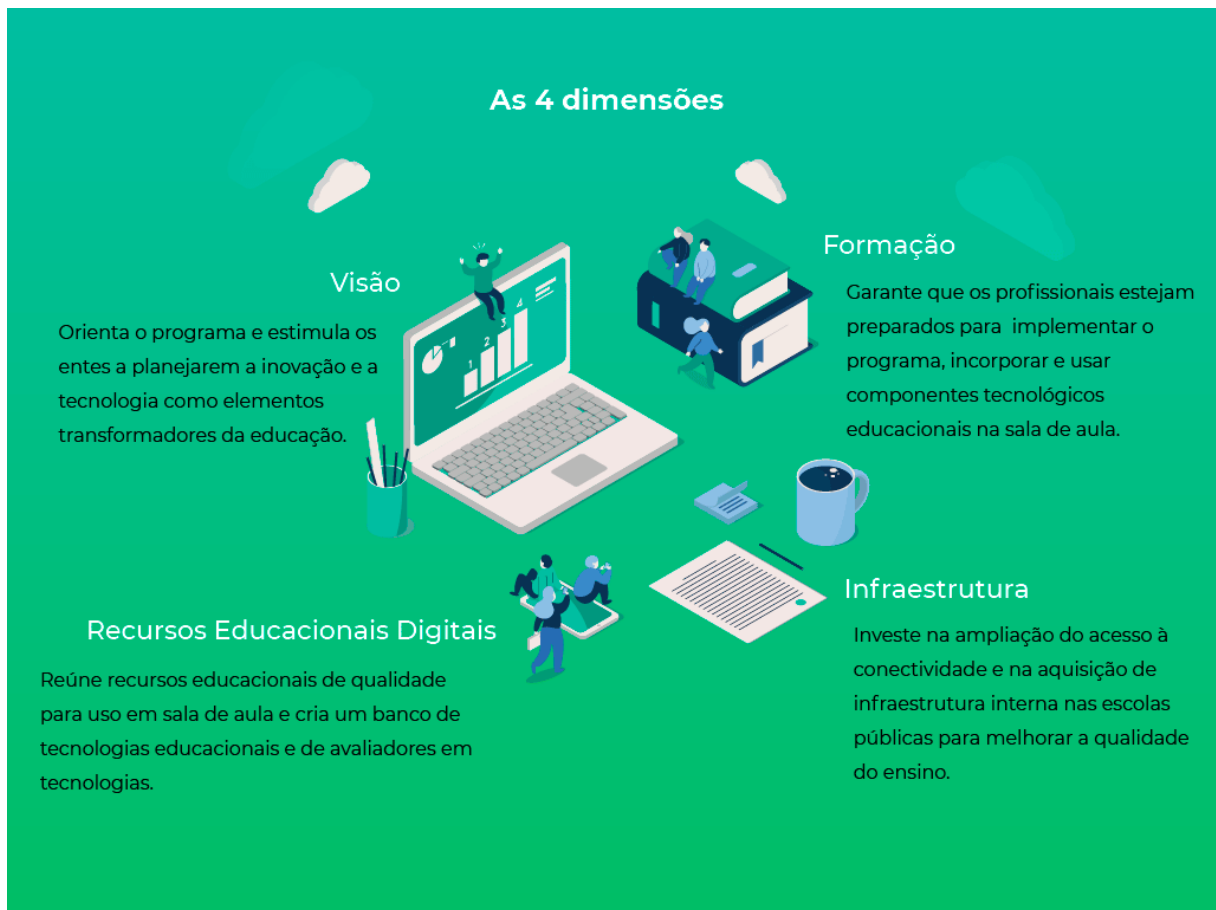 As 4 dimensões
Visão
Orienta o programa e estimula os
entes a planejarem a inovação e a
tecnologia como elementos
transformadores da educação.
1
2
3
4
Formação
Garante que os profissionais estejam
preparados para  implementar o
programa, incorporar e usar
componentes tecnológicos
educacionais na sala de aula.
Recursos Educacionais Digitais
Reúne recursos educacionais de qualidade
para uso em sala de aula e cria um banco de
tecnologias educacionais e de avaliadores em
tecnologias.
Infraestrutura
Investe na ampliação do acesso à
conectividade e na aquisição de
infraestrutura interna nas escolas
públicas para melhorar a qualidade
do ensino.